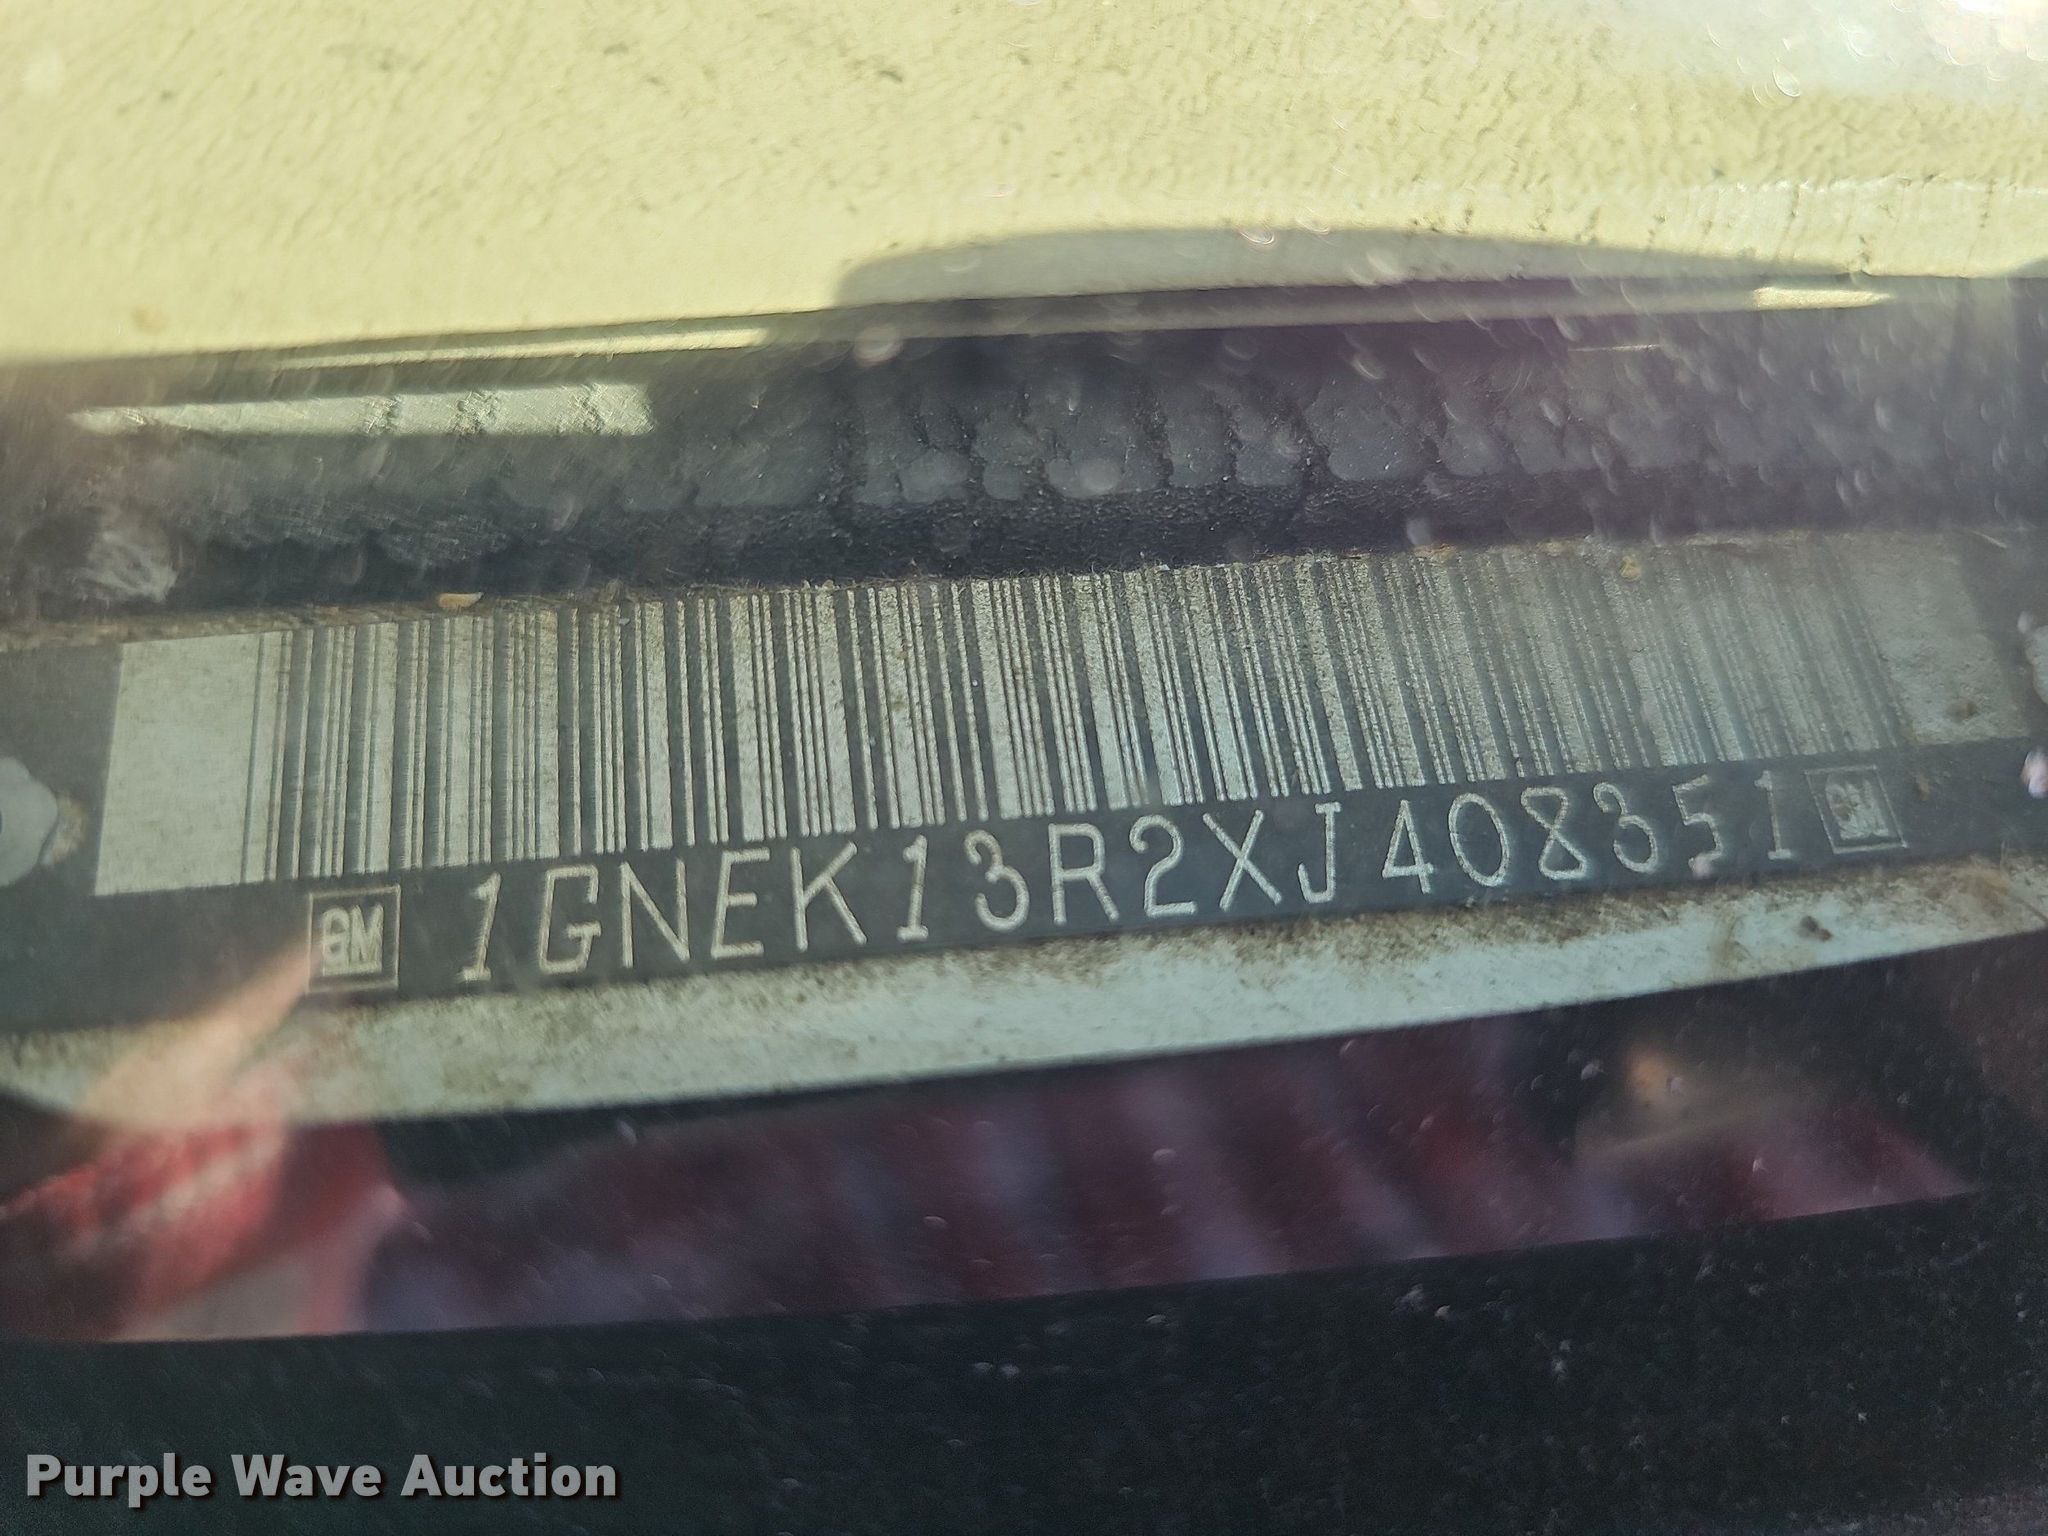 GM 1GNEK13R2XJ408351 GM
Purple Wave Auction